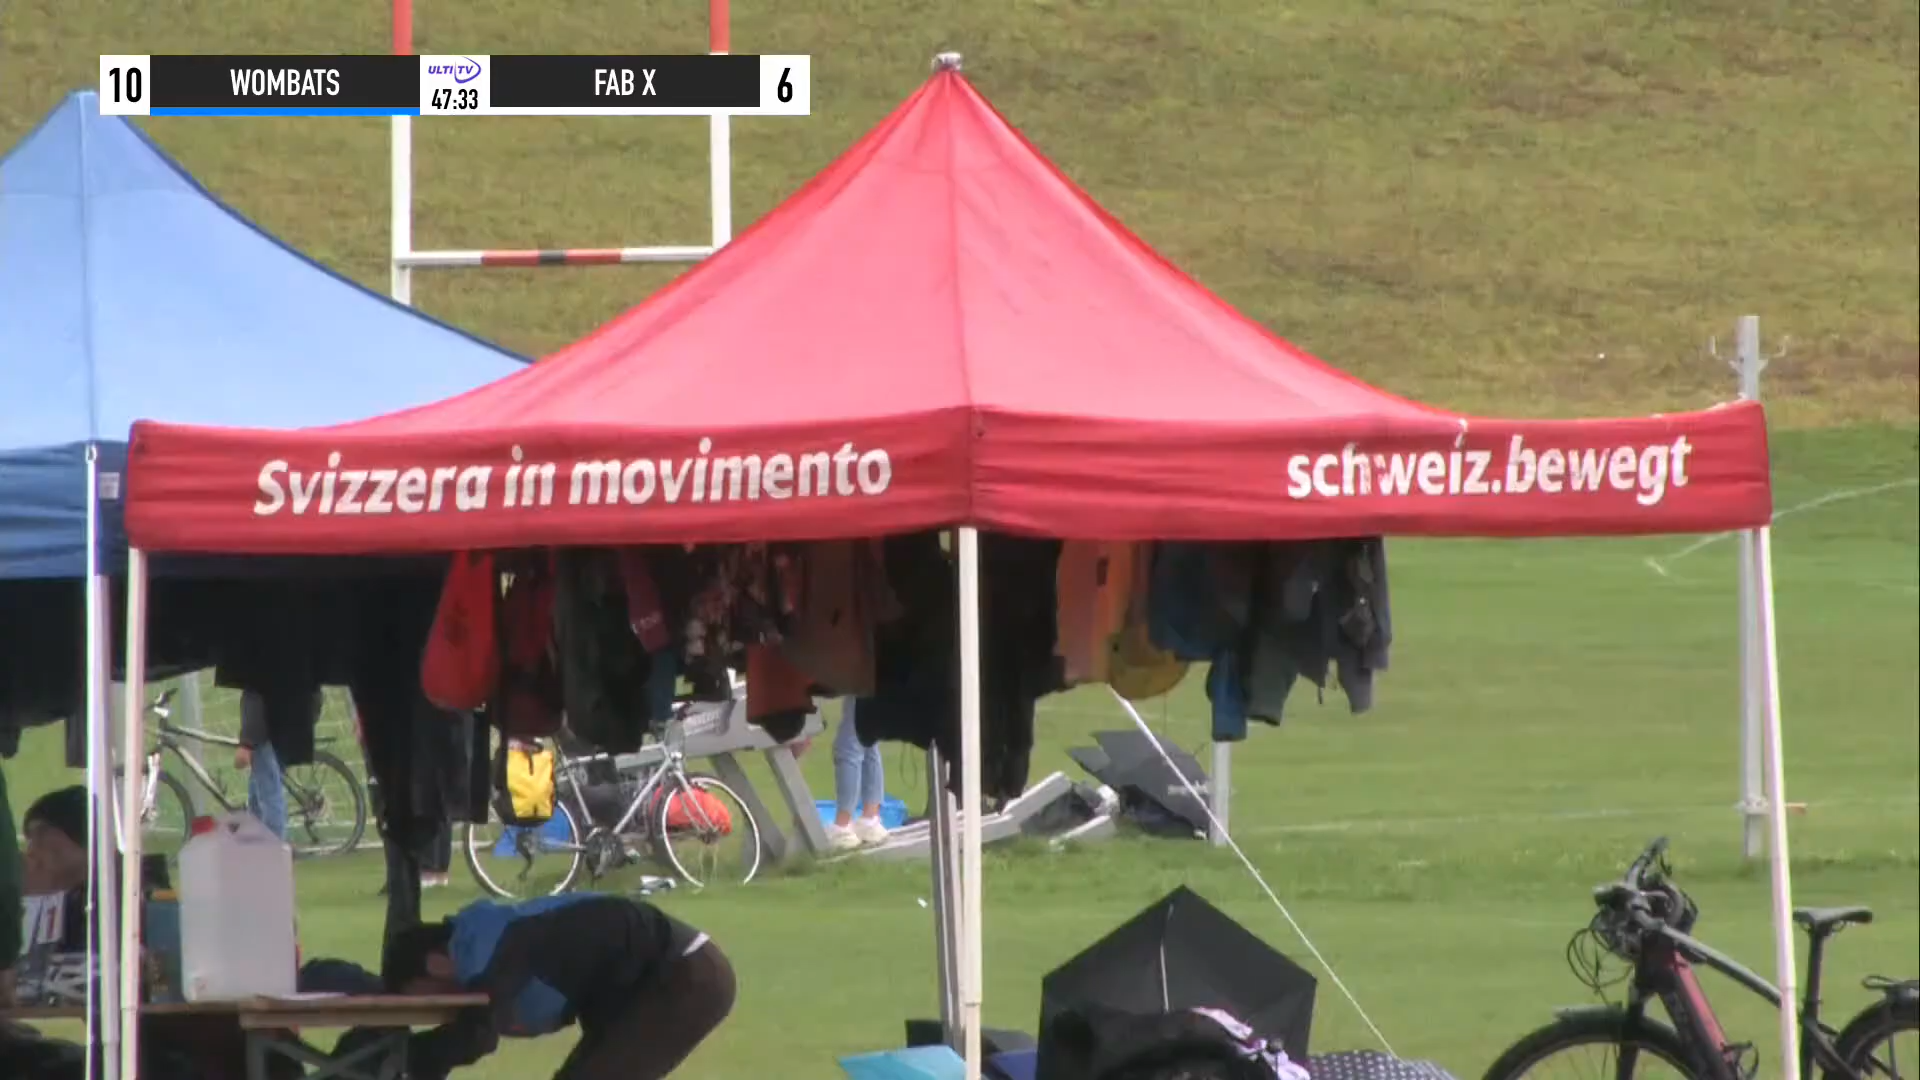 10 WOMBATS ULTI TV 47:33 FAB X 6
Svizzera in movimento
schweiz.bewegt